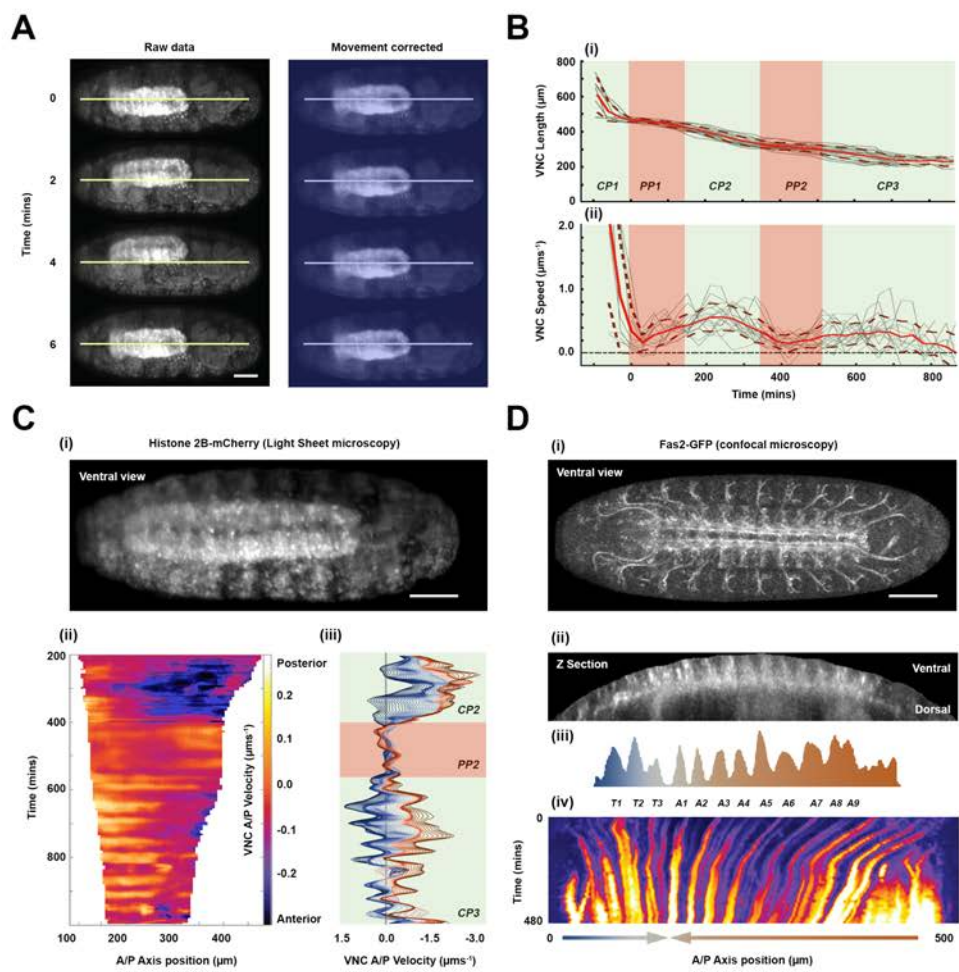 A
Raw data
Movement corrected
Time (mins)
0
2
4
6
B
(i)
VNC Length (μm)
800
600
400
200
0
CP1 PP1 CP2 PP2 CP3
(ii)
VNC Speed (μms⁻¹)
2.0
1.0
0.0
0 200 400 600 800
Time (mins)
C
(i) Histone 2B-mCherry (Light Sheet microscopy)
Ventral view
(ii)
Time (mins)
200
400
600
800
100 200 300 400
A/P Axis position (μm)
Posterior
0.2
0.1
0.0
-0.1
-0.2
Anterior
VNC A/P Velocity (μms⁻¹)
(iii)
CP2
PP2
CP3
1.5 0.0 -1.5 -3.0
VNC A/P Velocity (μms⁻¹)
D
(i) Fas2-GFP (confocal microscopy)
Ventral view
(ii)
Z Section
Ventral
Dorsal
(iii)
T1 T2 T3 A1 A2 A3 A4 A5 A6 A7 A8 A9
(iv)
Time (mins)
0
480
0 500
A/P Axis position (μm)